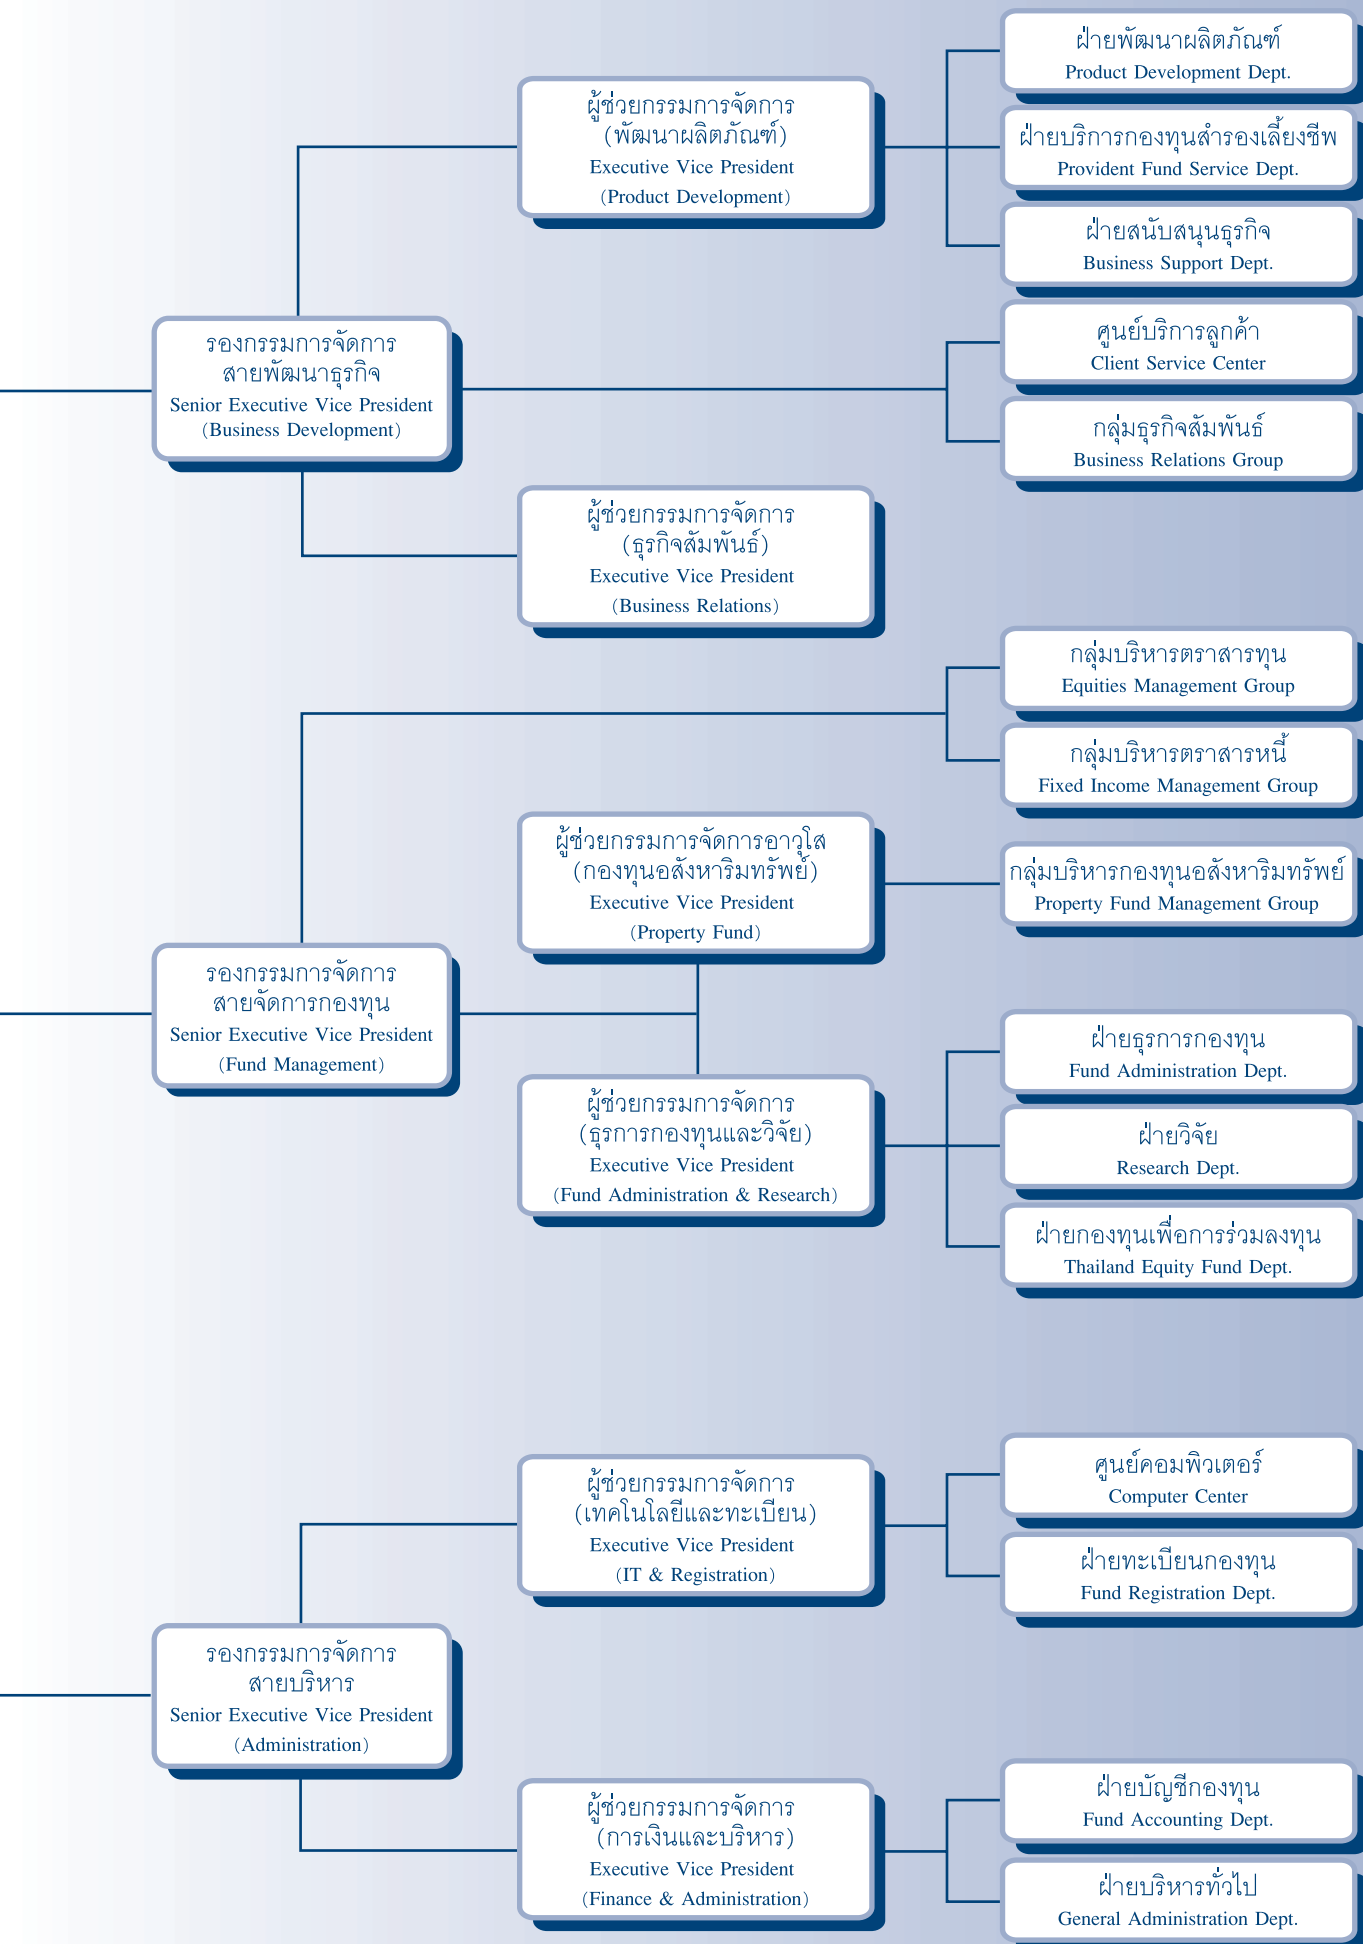 ฝ่ายพัฒนาผลิตภัณฑ์
Product Development Dept.
ผู้ช่วยกรรมการจัดการ
(พัฒนาผลิตภัณฑ์)
Executive Vice President
(Product Development)
ฝ่ายบริการกองทุนสำรองเลี้ยงชีพ
Provident Fund Service Dept.
ฝ่ายสนับสนุนธุรกิจ
Business Support Dept.
รองกรรมการจัดการ
สายพัฒนาธุรกิจ
Senior Executive Vice President
(Business Development)
ศูนย์บริการลูกค้า
Client Service Center
กลุ่มธุรกิจสัมพันธ์
Business Relations Group
ผู้ช่วยกรรมการจัดการ
(ธุรกิจสัมพันธ์)
Executive Vice President
(Business Relations)
กลุ่มบริหารตราสารทุน
Equities Management Group
กลุ่มบริหารตราสารหนี้
Fixed Income Management Group
ผู้ช่วยกรรมการจัดการอาวุโส
(กองทุนอสังหาริมทรัพย์)
Executive Vice President
(Property Fund)
กลุ่มบริหารกองทุนอสังหาริมทรัพย์
Property Fund Management Group
รองกรรมการจัดการ
สายจัดการกองทุน
Senior Executive Vice President
(Fund Management)
ฝ่ายธุรการกองทุน
Fund Administration Dept.
ผู้ช่วยกรรมการจัดการ
(ธุรการกองทุนและวิจัย)
Executive Vice President
(Fund Administration & Research)
ฝ่ายวิจัย
Research Dept.
ฝ่ายกองทุนเพื่อการร่วมลงทุน
Thailand Equity Fund Dept.
ผู้ช่วยกรรมการจัดการ
(เทคโนโลยีและทะเบียน)
Executive Vice President
(IT & Registration)
ศูนย์คอมพิวเตอร์
Computer Center
ฝ่ายทะเบียนกองทุน
Fund Registration Dept.
รองกรรมการจัดการ
สายบริหาร
Senior Executive Vice President
(Administration)
ผู้ช่วยกรรมการจัดการ
(การเงินและบริหาร)
Executive Vice President
(Finance & Administration)
ฝ่ายบัญชีกองทุน
Fund Accounting Dept.
ฝ่ายบริหารทั่วไป
General Administration Dept.